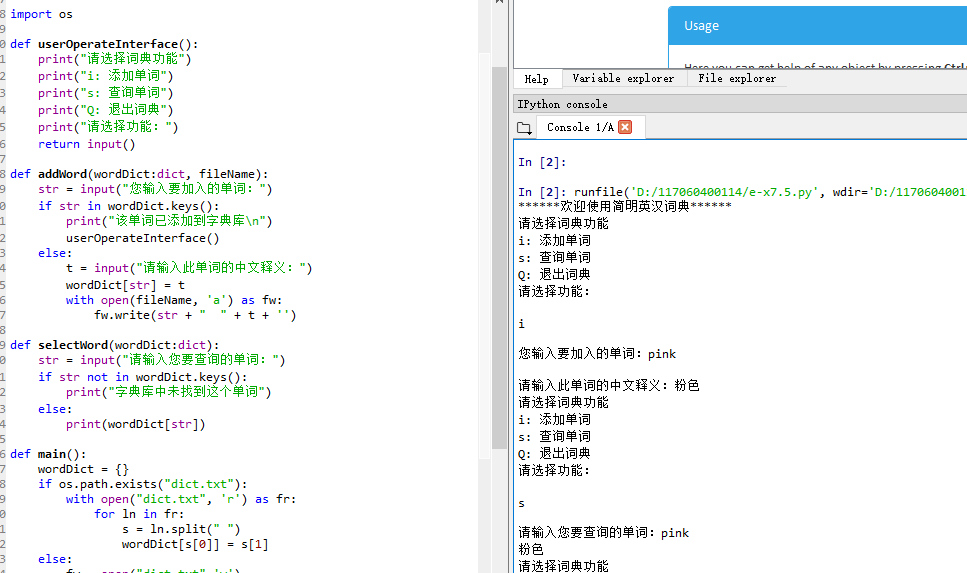 import os
def userOperateInterface():
    print("请选择词典功能")
    print("i: 添加单词")
    print("s: 查询单词")
    print("Q: 退出词典")
    print("请选择功能：")
    return input()
def addWord(wordDict:dict, fileName):
    str = input("您输入要加入的单词：")
    if str in wordDict.keys():
        print("该单词已添加到字典库\n")
        userOperateInterface()
    else:
        t = input("请输入此单词的中文释义：")
        wordDict[str] = t
        with open(fileName, 'a') as fw:
            fw.write(str + "  " + t + '')
def selectWord(wordDict:dict):
    str = input("请输入您要查询的单词：")
    if str not in wordDict.keys():
        print("字典库中未找到这个单词")
    else:
        print(wordDict[str])
def main():
    wordDict = {}
    if os.path.exists("dict.txt"):
        with open("dict.txt", 'r') as fr:
            for ln in fr:
                s = ln.split(" ")
                wordDict[s[0]] = s[1]
    else:
Usage
Here you can get help of any object by pressing Ctrl
Help Variable explorer File explorer
IPython console
Console 1/A
In [2]:
In [2]: runfile('D:/117060400114/e-x7.5.py', wdir='D:/1170604001
******欢迎使用简明英汉词典******
请选择词典功能
i: 添加单词
s: 查询单词
Q: 退出词典
请选择功能：
i
您输入要加入的单词：pink
请输入此单词的中文释义：粉色
请选择词典功能
i: 添加单词
s: 查询单词
Q: 退出词典
请选择功能：
s
请输入您要查询的单词：pink
粉色
请选择词典功能